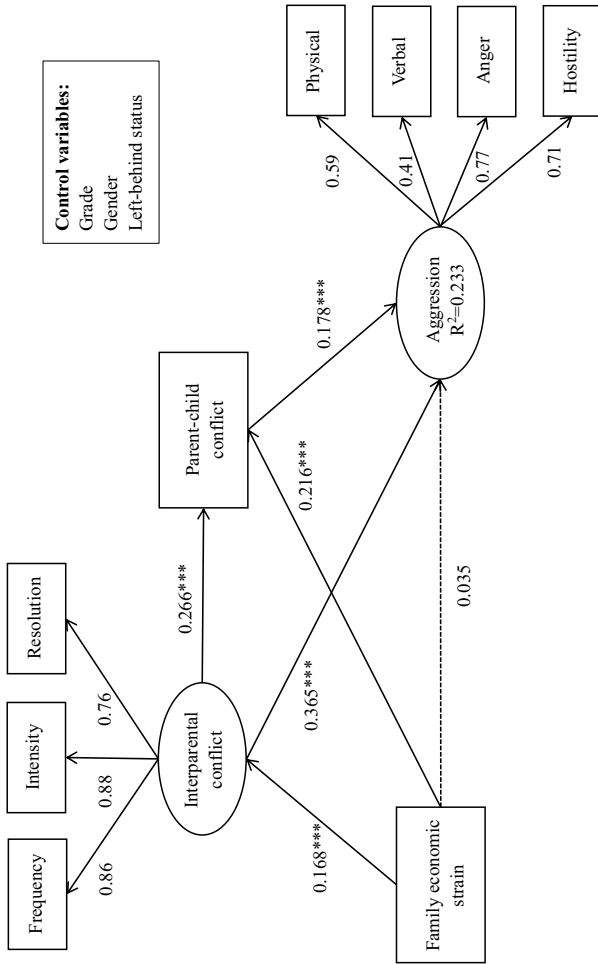 Frequency
Intensity
Resolution
0.86
0.88
0.76
Control variables:
Grade
Gender
Left-behind status
Interparental
conflict
0.266***
Parent-child
conflict
0.168***
0.365***
0.216***
0.178***
Family economic
strain
0.035
Aggression
R²=0.233
0.59
0.41
0.77
0.71
Physical
Verbal
Anger
Hostility